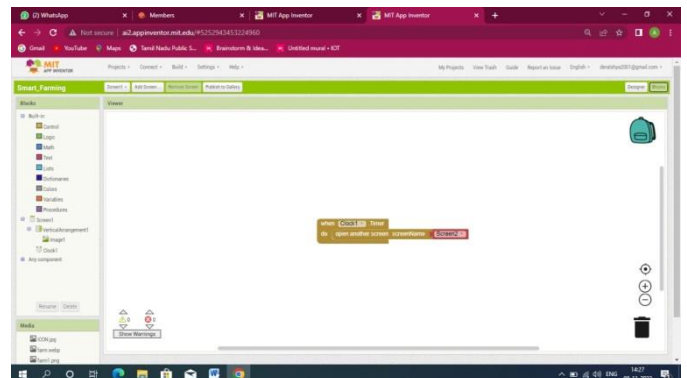 (2) WhatsApp
Members
MIT App Inventor
MIT App Inventor
Not secure | ai2.appinventor.mit.edu/#5252943453224960
Gmail YouTube Maps Tamil Nadu Public S... Brainstorm & Idea... Untitled mural • IOT
MIT APP INVENTOR
Projects Connect Build Settings Help My Projects View Trash Guide Report an Issue English
Smart_Farming Screen1 Add Screen ... Remove Screen Publish to Gallery Designer Blocks
Blocks Viewer
Built-in
Control
Logic
Math
Text
Lists
Dictionaries
Colors
Variables
Procedures
Screen1
VerticalArrangement1
Image1
Clock1
Any component
when Clock1 .Timer
do open another screen screenName Screen2
Rename Delete
0 0
Show Warnings
Media
ICON.jpg
farm.webp
farm1.png
ENG 14:27